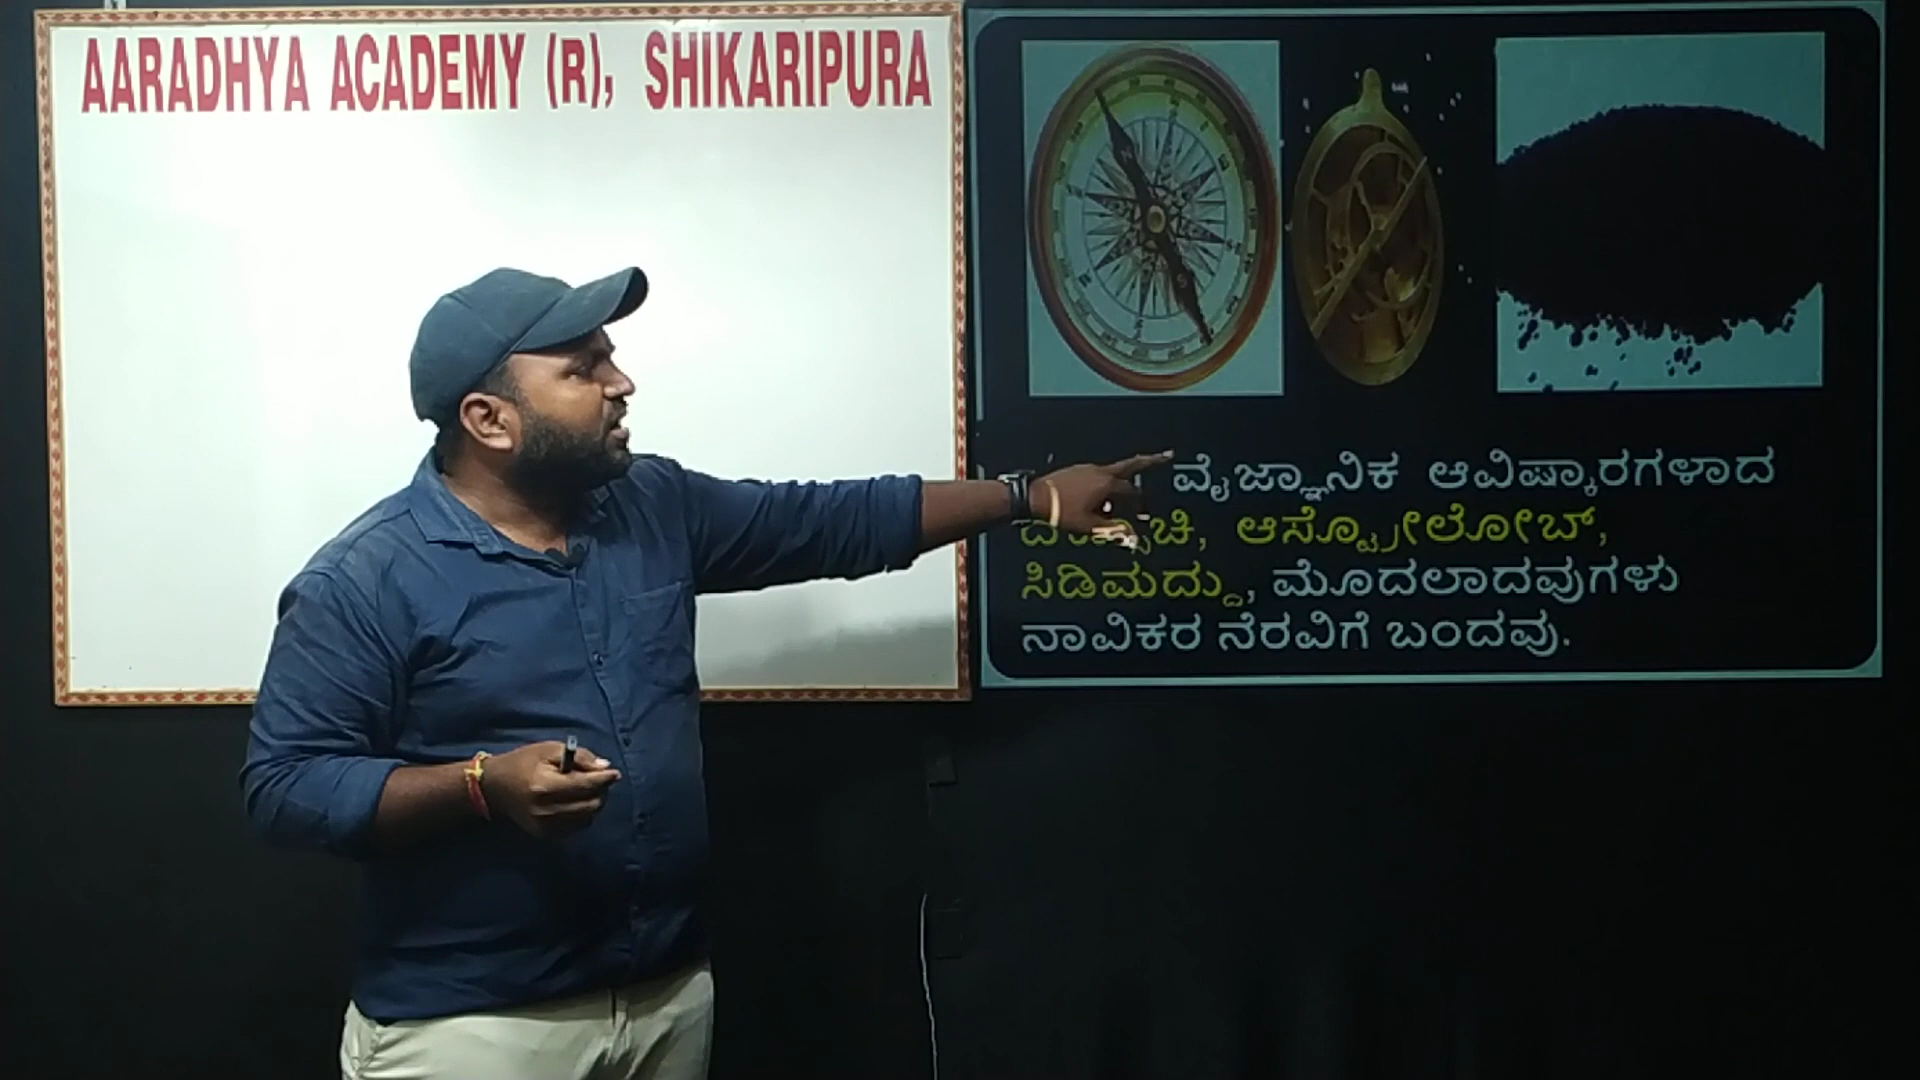 AARADHYA ACADEMY (R), SHIKARIPURA
ವೈಜ್ಞಾನಿಕ ಆವಿಷ್ಕಾರಗಳಾದ
ಆಸ್ಟ್ರೋಲೋಬ್,
ಸಿಡಿಮದ್ದು, ಮೊದಲಾದವುಗಳು
ನಾವಿಕರ ನೆರವಿಗೆ ಬಂದವು.